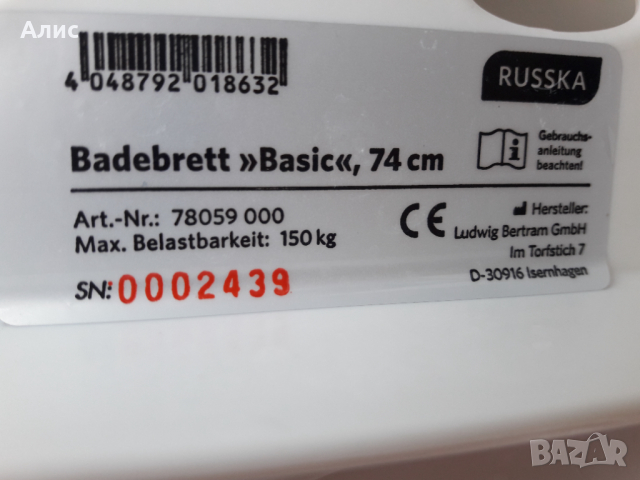 Алис
4 048792 018632
RUSSKA
Badebrett »Basic«, 74 cm
Gebrauchs-
anleitung
beachten!
Art.-Nr.: 78059 000
Max. Belastbarkeit: 150 kg
SN: 0002439
CE
Hersteller:
Ludwig Bertram GmbH
Im Torfstich 7
D-30916 Isernhagen
BAZAR